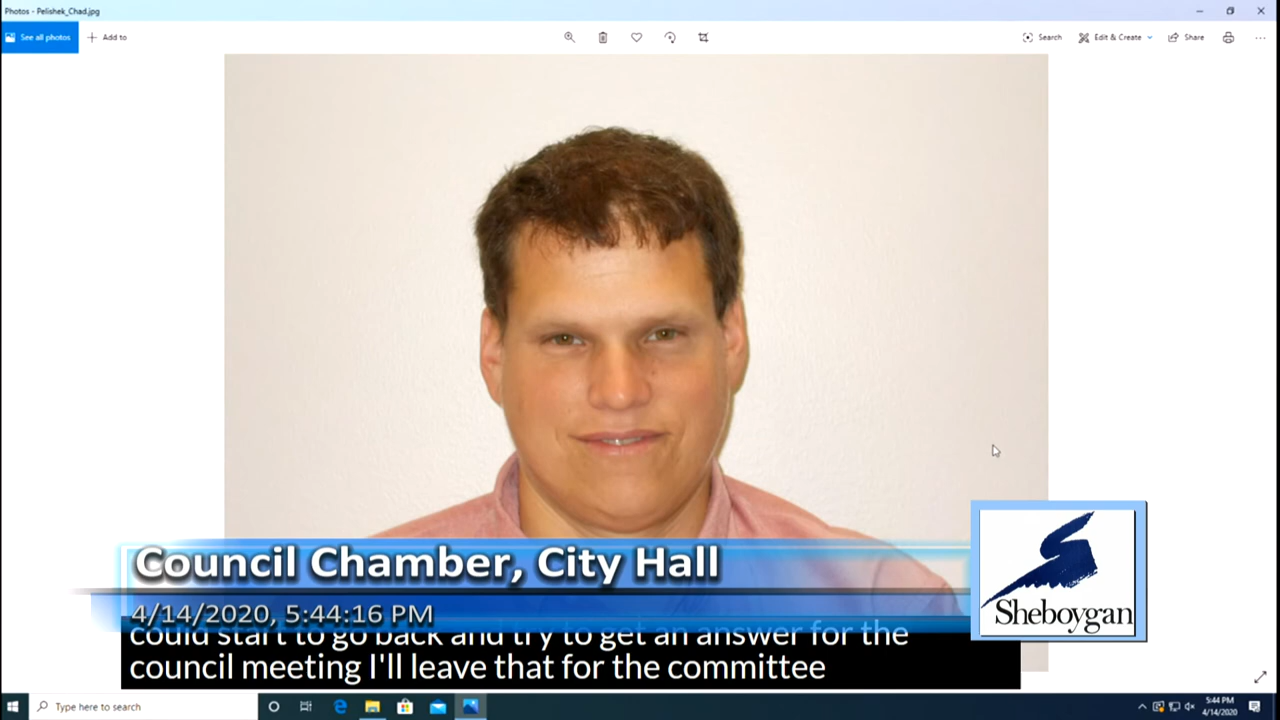 Photos - Pelishek_Chad.jpg
See all photos
Add to
Search
Edit & Create
Share
Council Chamber, City Hall
4/14/2020, 5:44:16 PM
Sheboygan
could start to go back and try to get an answer for the
council meeting I'll leave that for the committee
Type here to search
5:44 PM
4/14/2020